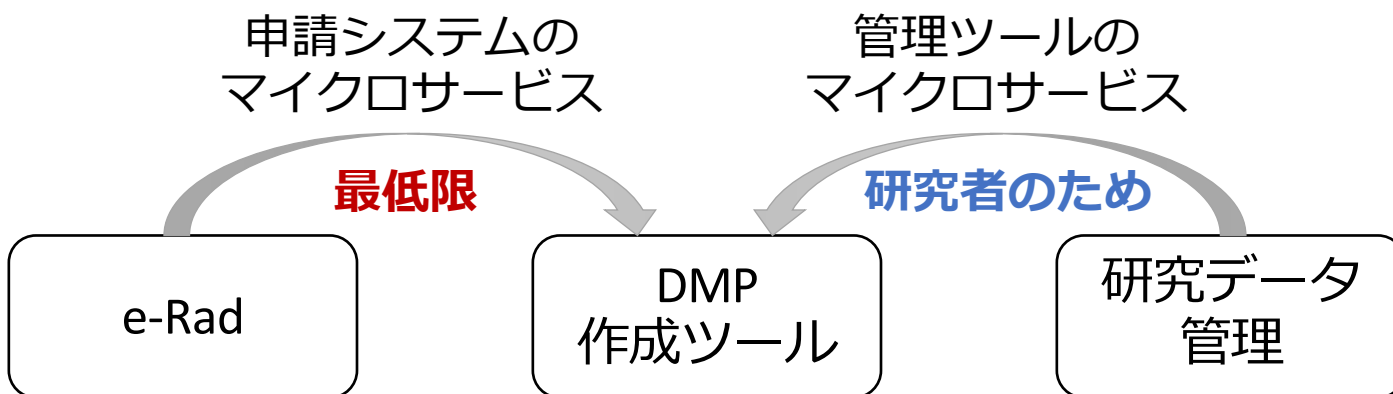 申請システムの
マイクロサービス
管理ツールの
マイクロサービス
最低限
研究者のため
e-Rad
DMP
作成ツール
研究データ
管理